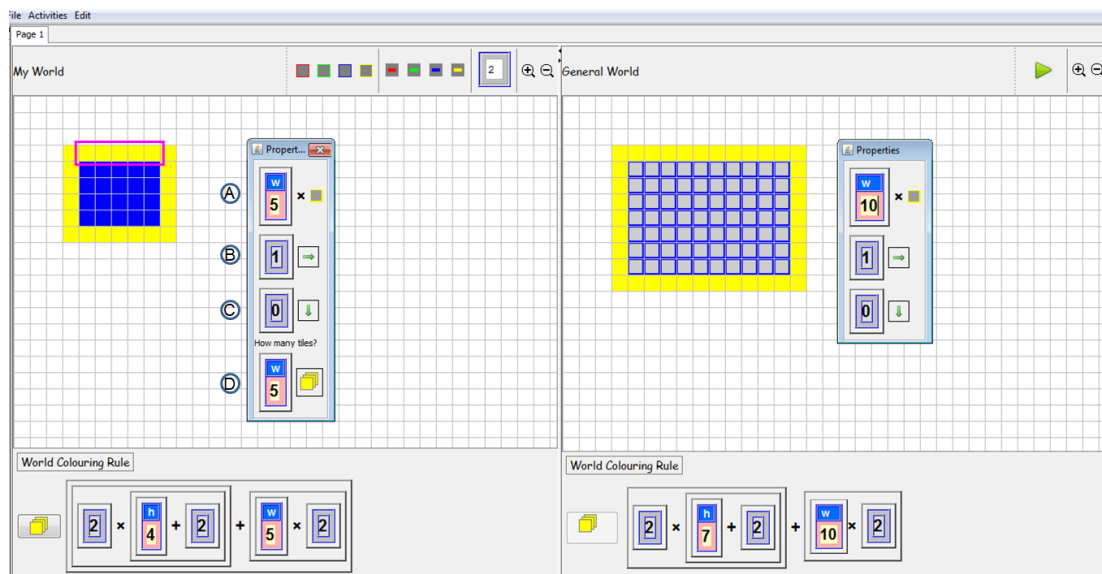 ile Activities Edit
Page 1
My World
2
General World
Propert...
Properties
A
w
5
×
w
10
×
B
1
1
C
0
0
How many tiles?
D
w
5
World Colouring Rule
World Colouring Rule
2 × h 4 + 2 + w 5 × 2
2 × h 7 + 2 + w 10 × 2